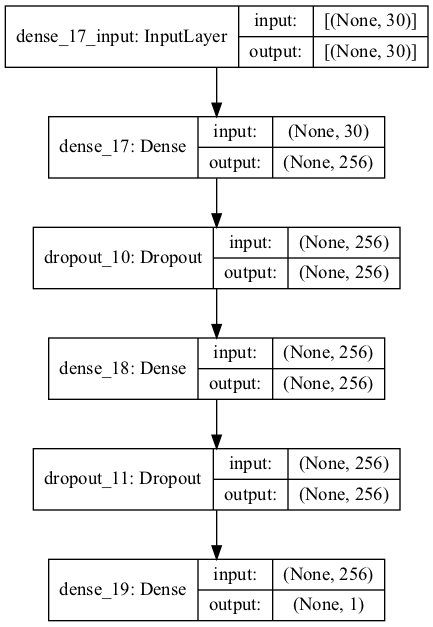 dense_17_input: InputLayer
input: [(None, 30)]
output: [(None, 30)]
dense_17: Dense
input: (None, 30)
output: (None, 256)
dropout_10: Dropout
input: (None, 256)
output: (None, 256)
dense_18: Dense
input: (None, 256)
output: (None, 256)
dropout_11: Dropout
input: (None, 256)
output: (None, 256)
dense_19: Dense
input: (None, 256)
output: (None, 1)